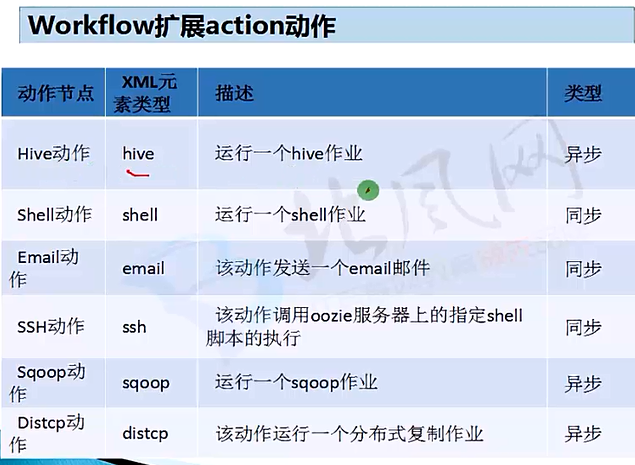 Workflow扩展action动作
动作节点 XML元素类型 描述 类型
Hive动作 hive 运行一个hive作业 异步
Shell动作 shell 运行一个shell作业 同步
Email动作 email 该动作发送一个email邮件 同步
SSH动作 ssh 该动作调用oozie服务器上的指定shell脚本的执行 同步
Sqoop动作 sqoop 运行一个sqoop作业 异步
Distcp动作 distcp 该动作运行一个分布式复制作业 异步
北风网